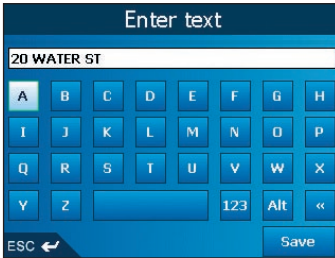 Enter text
20 WATER ST
A B C D E F G H
I J K L M N O P
Q R S T U V W X
Y Z 123 Alt «
ESC Save